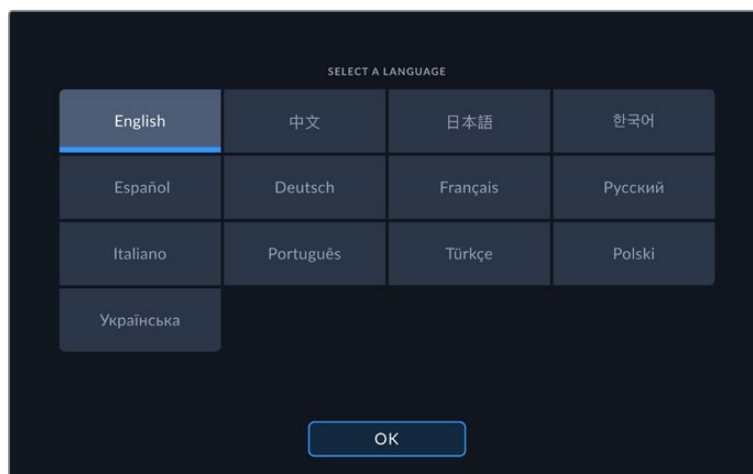 SELECT A LANGUAGE
English 中文 日本語 한국어
Español Deutsch Français Русский
Italiano Português Türkçe Polski
Українська
OK